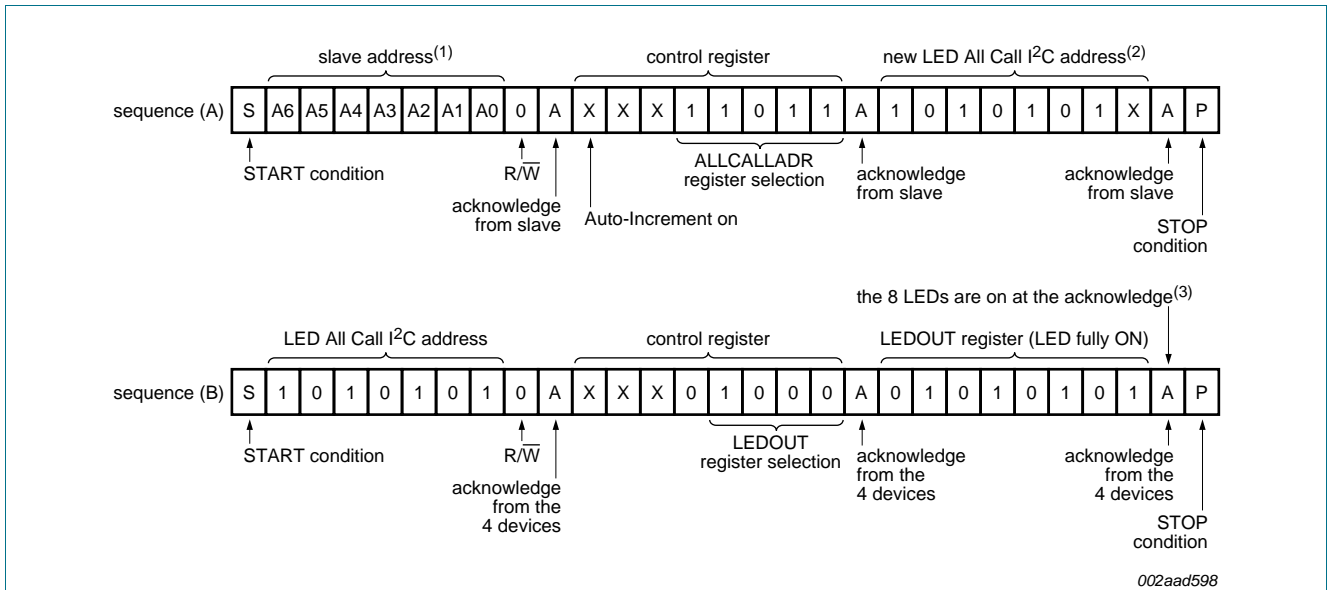 slave address(1) control register new LED All Call I2C address(2)
sequence (A) S A6 A5 A4 A3 A2 A1 A0 0 A X X X 1 1 0 1 1 A 1 0 1 0 1 0 1 X A P
START condition R/W ALLCALLADR register selection acknowledge from slave acknowledge from slave
acknowledge from slave Auto-Increment on STOP condition
the 8 LEDs are on at the acknowledge(3)
LED All Call I2C address control register LEDOUT register (LED fully ON)
sequence (B) S 1 0 1 0 1 0 1 0 A X X X 0 1 0 0 0 A 0 1 0 1 0 1 0 1 A P
START condition R/W LEDOUT register selection acknowledge from the 4 devices acknowledge from the 4 devices
acknowledge from the 4 devices STOP condition
002aad598